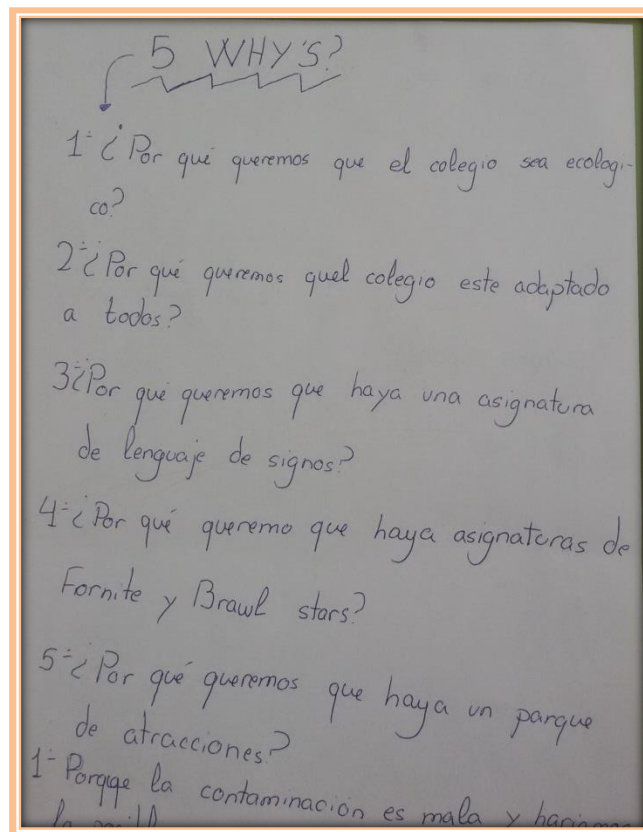 5 WHY'S?
1- ¿Por qué queremos que el colegio sea ecologi-
co?
2- ¿Por qué queremos quel colegio este adaptado
a todos?
3- ¿Por qué queremos que haya una asignatura
de lenguaje de signos?
4- ¿Por qué queremo que haya asignaturas de
Fornite y Brawl stars?
5- ¿Por qué queremos que haya un parque
de atracciones?
1- Porqqe la contaminacion es mala y